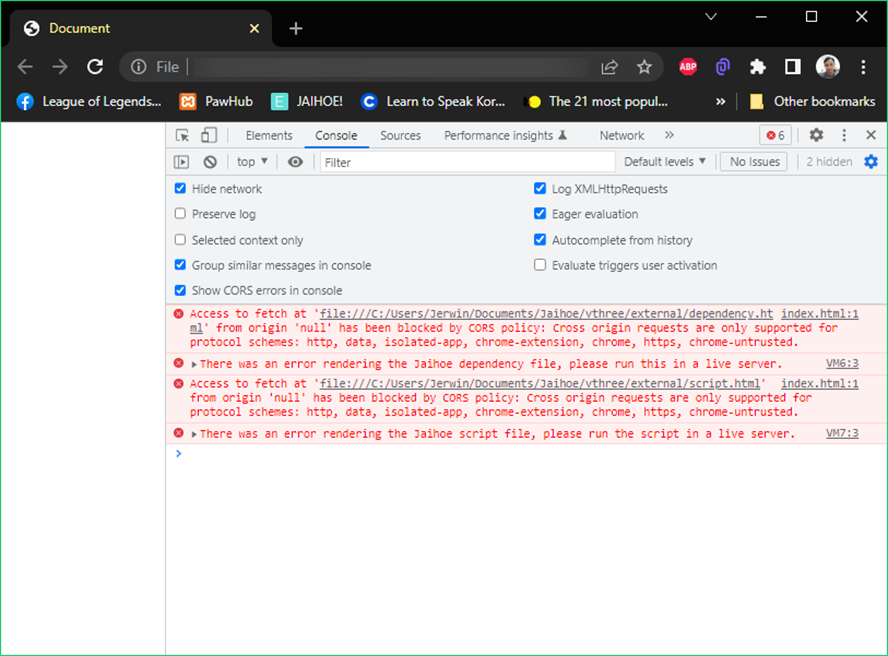 Document
File
ABP
League of Legends...
PawHub
E JAIHOE!
C Learn to Speak Kor...
The 21 most popul...
»
Other bookmarks
Elements
Console
Sources
Performance insights
Network
»
6
top
Filter
Default levels
No Issues
2 hidden
Hide network
Log XMLHttpRequests
Preserve log
Eager evaluation
Selected context only
Autocomplete from history
Group similar messages in console
Evaluate triggers user activation
Show CORS errors in console
Access to fetch at 'file:///C:/Users/Jerwin/Documents/Jaihoe/vthree/external/dependency.ht index.html:1
ml' from origin 'null' has been blocked by CORS policy: Cross origin requests are only supported for
protocol schemes: http, data, isolated-app, chrome-extension, chrome, https, chrome-untrusted.
There was an error rendering the Jaihoe dependency file, please run this in a live server. VM6:3
Access to fetch at 'file:///C:/Users/Jerwin/Documents/Jaihoe/vthree/external/script.html' index.html:1
from origin 'null' has been blocked by CORS policy: Cross origin requests are only supported for
protocol schemes: http, data, isolated-app, chrome-extension, chrome, https, chrome-untrusted.
There was an error rendering the Jaihoe script file, please run the script in a live server. VM7:3